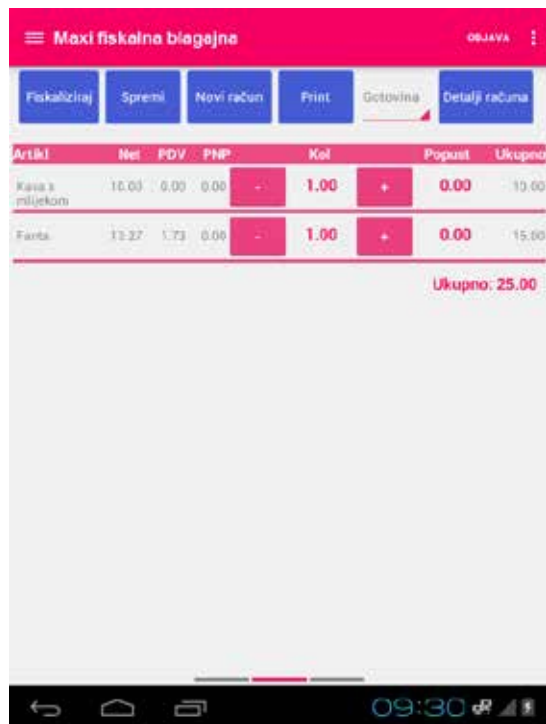 Maxi fiskalna blagajna OBJAVA
Fiskaliziraj Spremi Novi račun Print Gotovina Detalji računa
Artikl Net PDV PNP Kol Popust Ukupno
Kava s 10.00 0.00 0.00 - 1.00 + 0.00 10.00
mlijekom
Fanta 13.27 1.73 0.00 - 1.00 + 0.00 15.00
Ukupno: 25.00
09:30